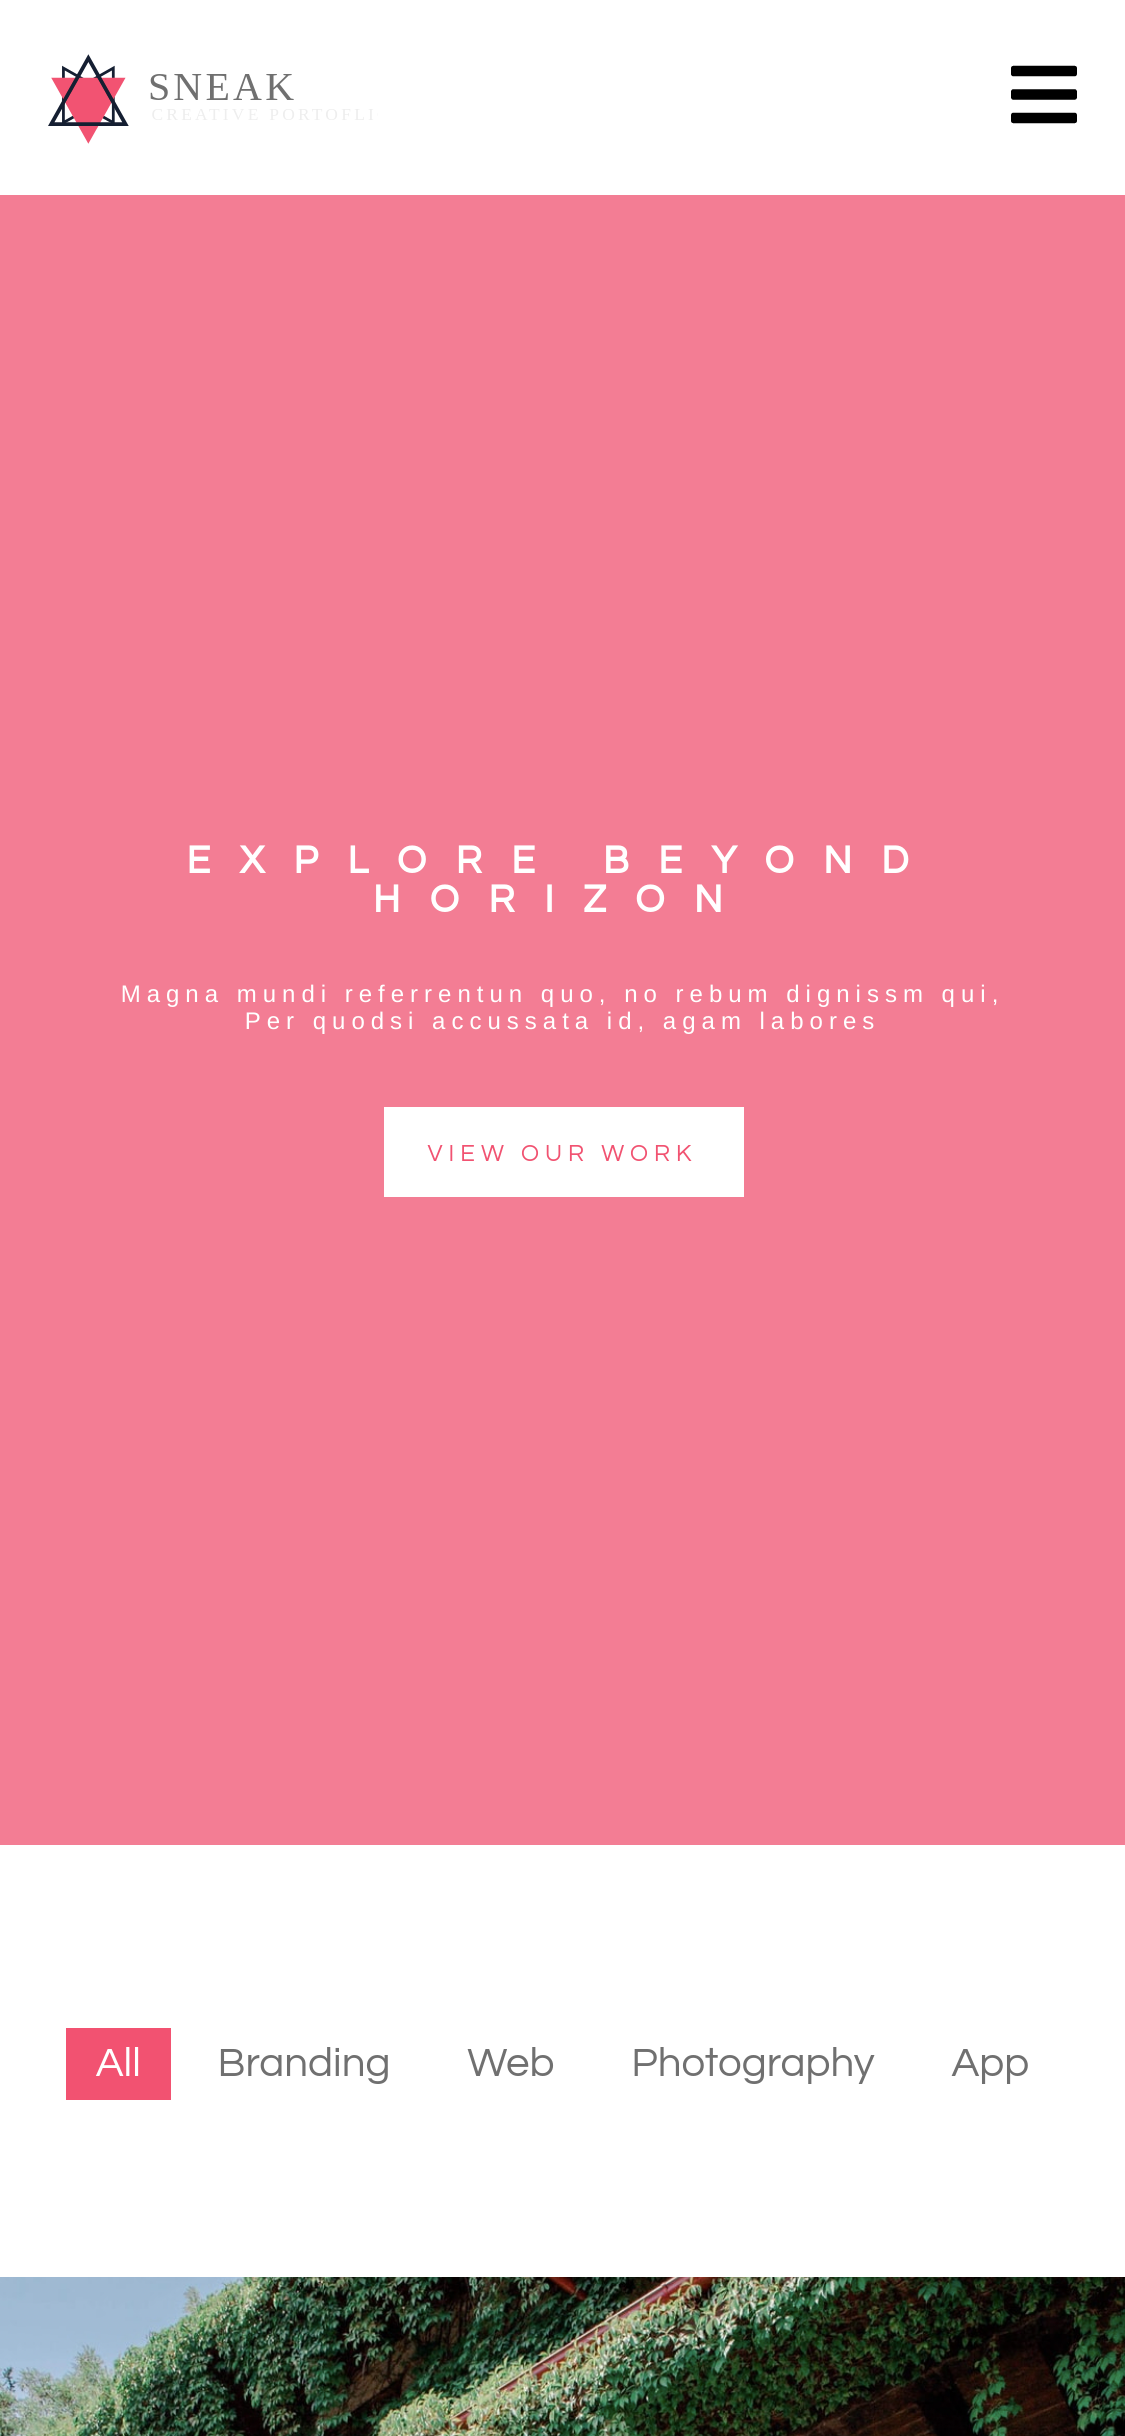 SNEAK
CREATIVE PORTOFLI
EXPLORE BEYOND
HORIZON
Magna mundi referrentun quo, no rebum dignissm qui,
Per quodsi accussata id, agam labores
VIEW OUR WORK
All Branding Web Photography App